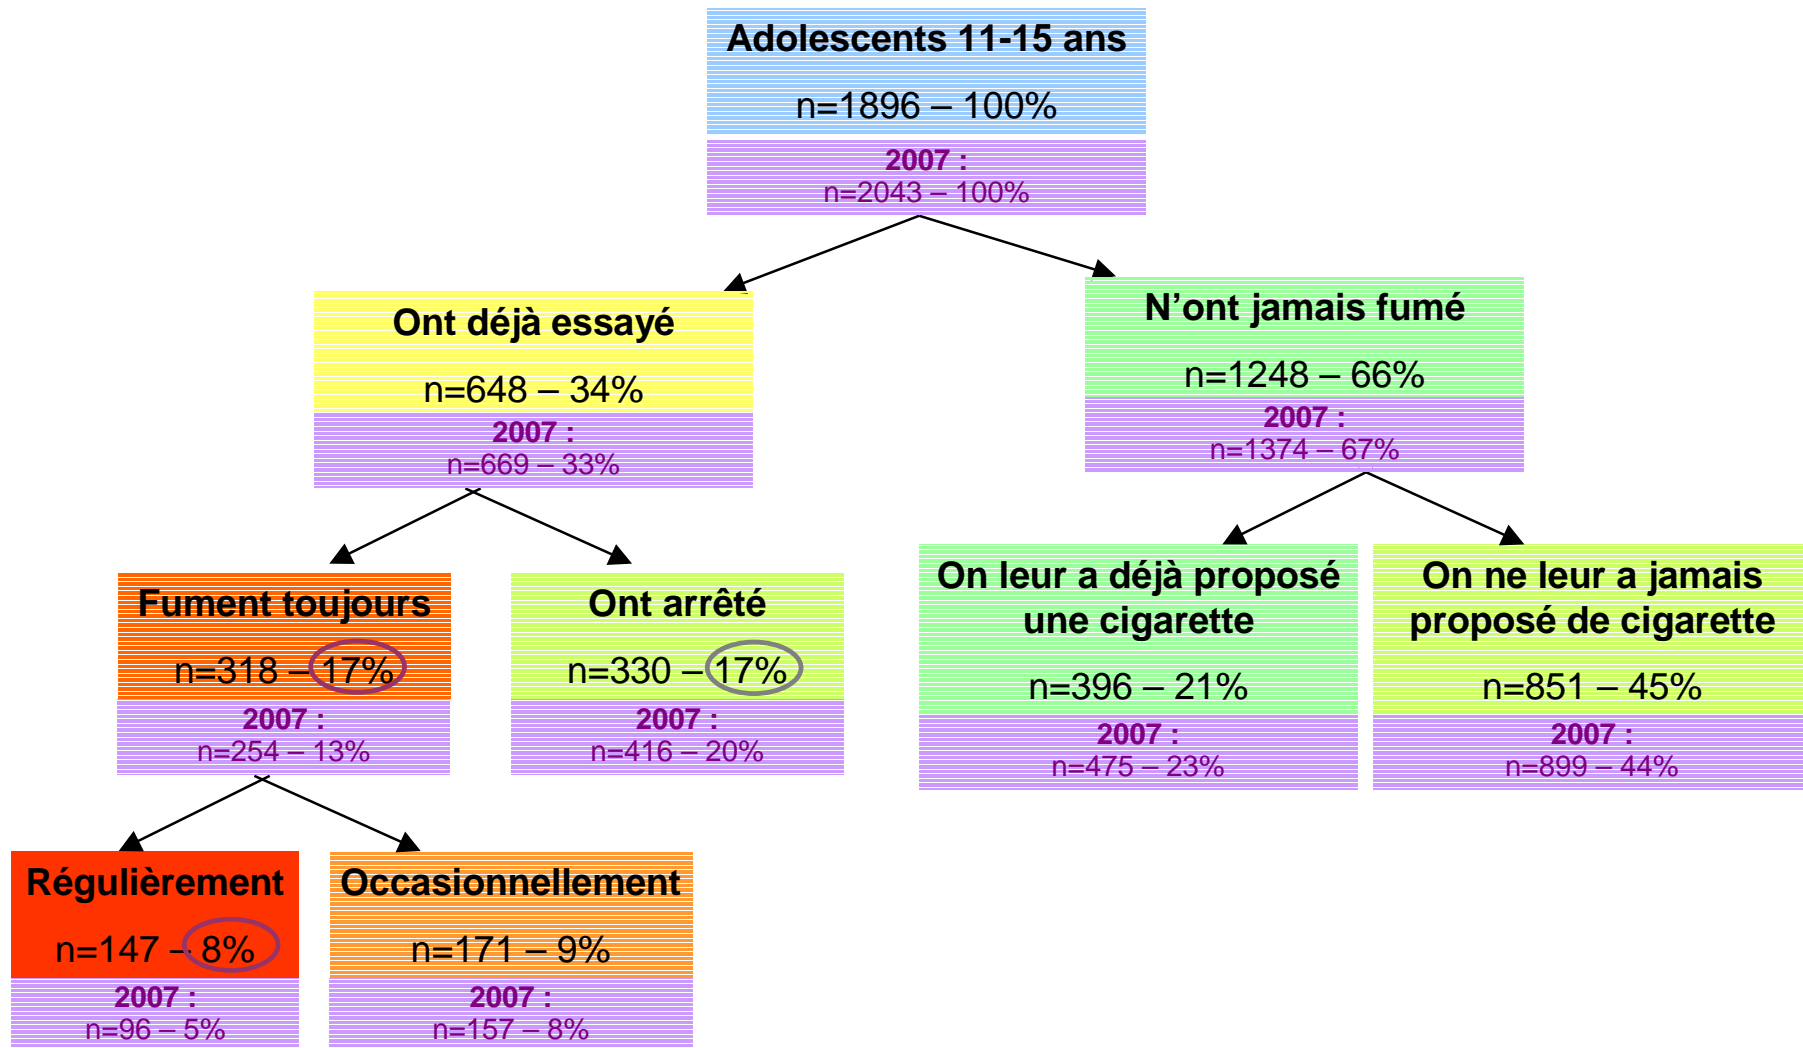 Adolescents 11-15 ans
n=1896 – 100%
2007 :
n=2043 – 100%
Ont déjà essayé
n=648 – 34%
2007 :
n=669 – 33%
N’ont jamais fumé
n=1248 – 66%
2007 :
n=1374 – 67%
Fument toujours
n=318 – 17%
2007 :
n=254 – 13%
Ont arrêté
n=330 – 17%
2007 :
n=416 – 20%
On leur a déjà proposé
une cigarette
n=396 – 21%
2007 :
n=475 – 23%
On ne leur a jamais
proposé de cigarette
n=851 – 45%
2007 :
n=899 – 44%
Régulièrement
n=147 – 8%
2007 :
n=96 – 5%
Occasionnellement
n=171 – 9%
2007 :
n=157 – 8%